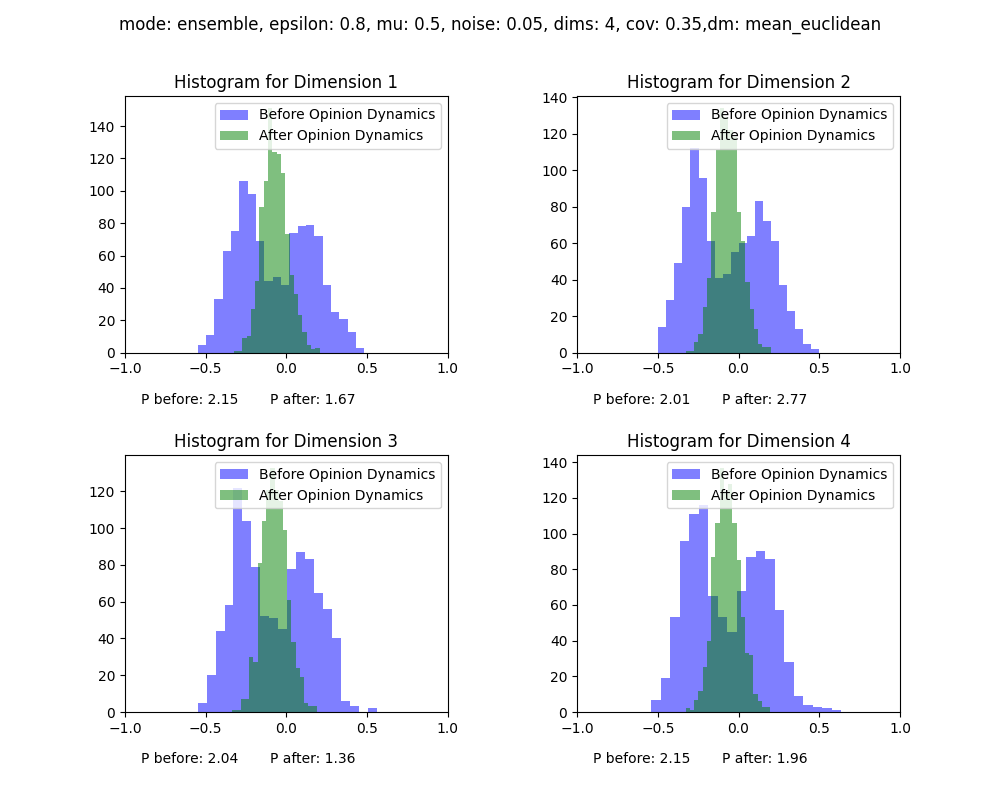 mode: ensemble, epsilon: 0.8, mu: 0.5, noise: 0.05, dims: 4, cov: 0.35,dm: mean_euclidean
Histogram for Dimension 1
Before Opinion Dynamics
After Opinion Dynamics
140
120
100
80
60
40
20
0
−1.0 −0.5 0.0 0.5 1.0
P before: 2.15 P after: 1.67
Histogram for Dimension 2
Before Opinion Dynamics
After Opinion Dynamics
140
120
100
80
60
40
20
0
−1.0 −0.5 0.0 0.5 1.0
P before: 2.01 P after: 2.77
Histogram for Dimension 3
Before Opinion Dynamics
After Opinion Dynamics
120
100
80
60
40
20
0
−1.0 −0.5 0.0 0.5 1.0
P before: 2.04 P after: 1.36
Histogram for Dimension 4
Before Opinion Dynamics
After Opinion Dynamics
140
120
100
80
60
40
20
0
−1.0 −0.5 0.0 0.5 1.0
P before: 2.15 P after: 1.96